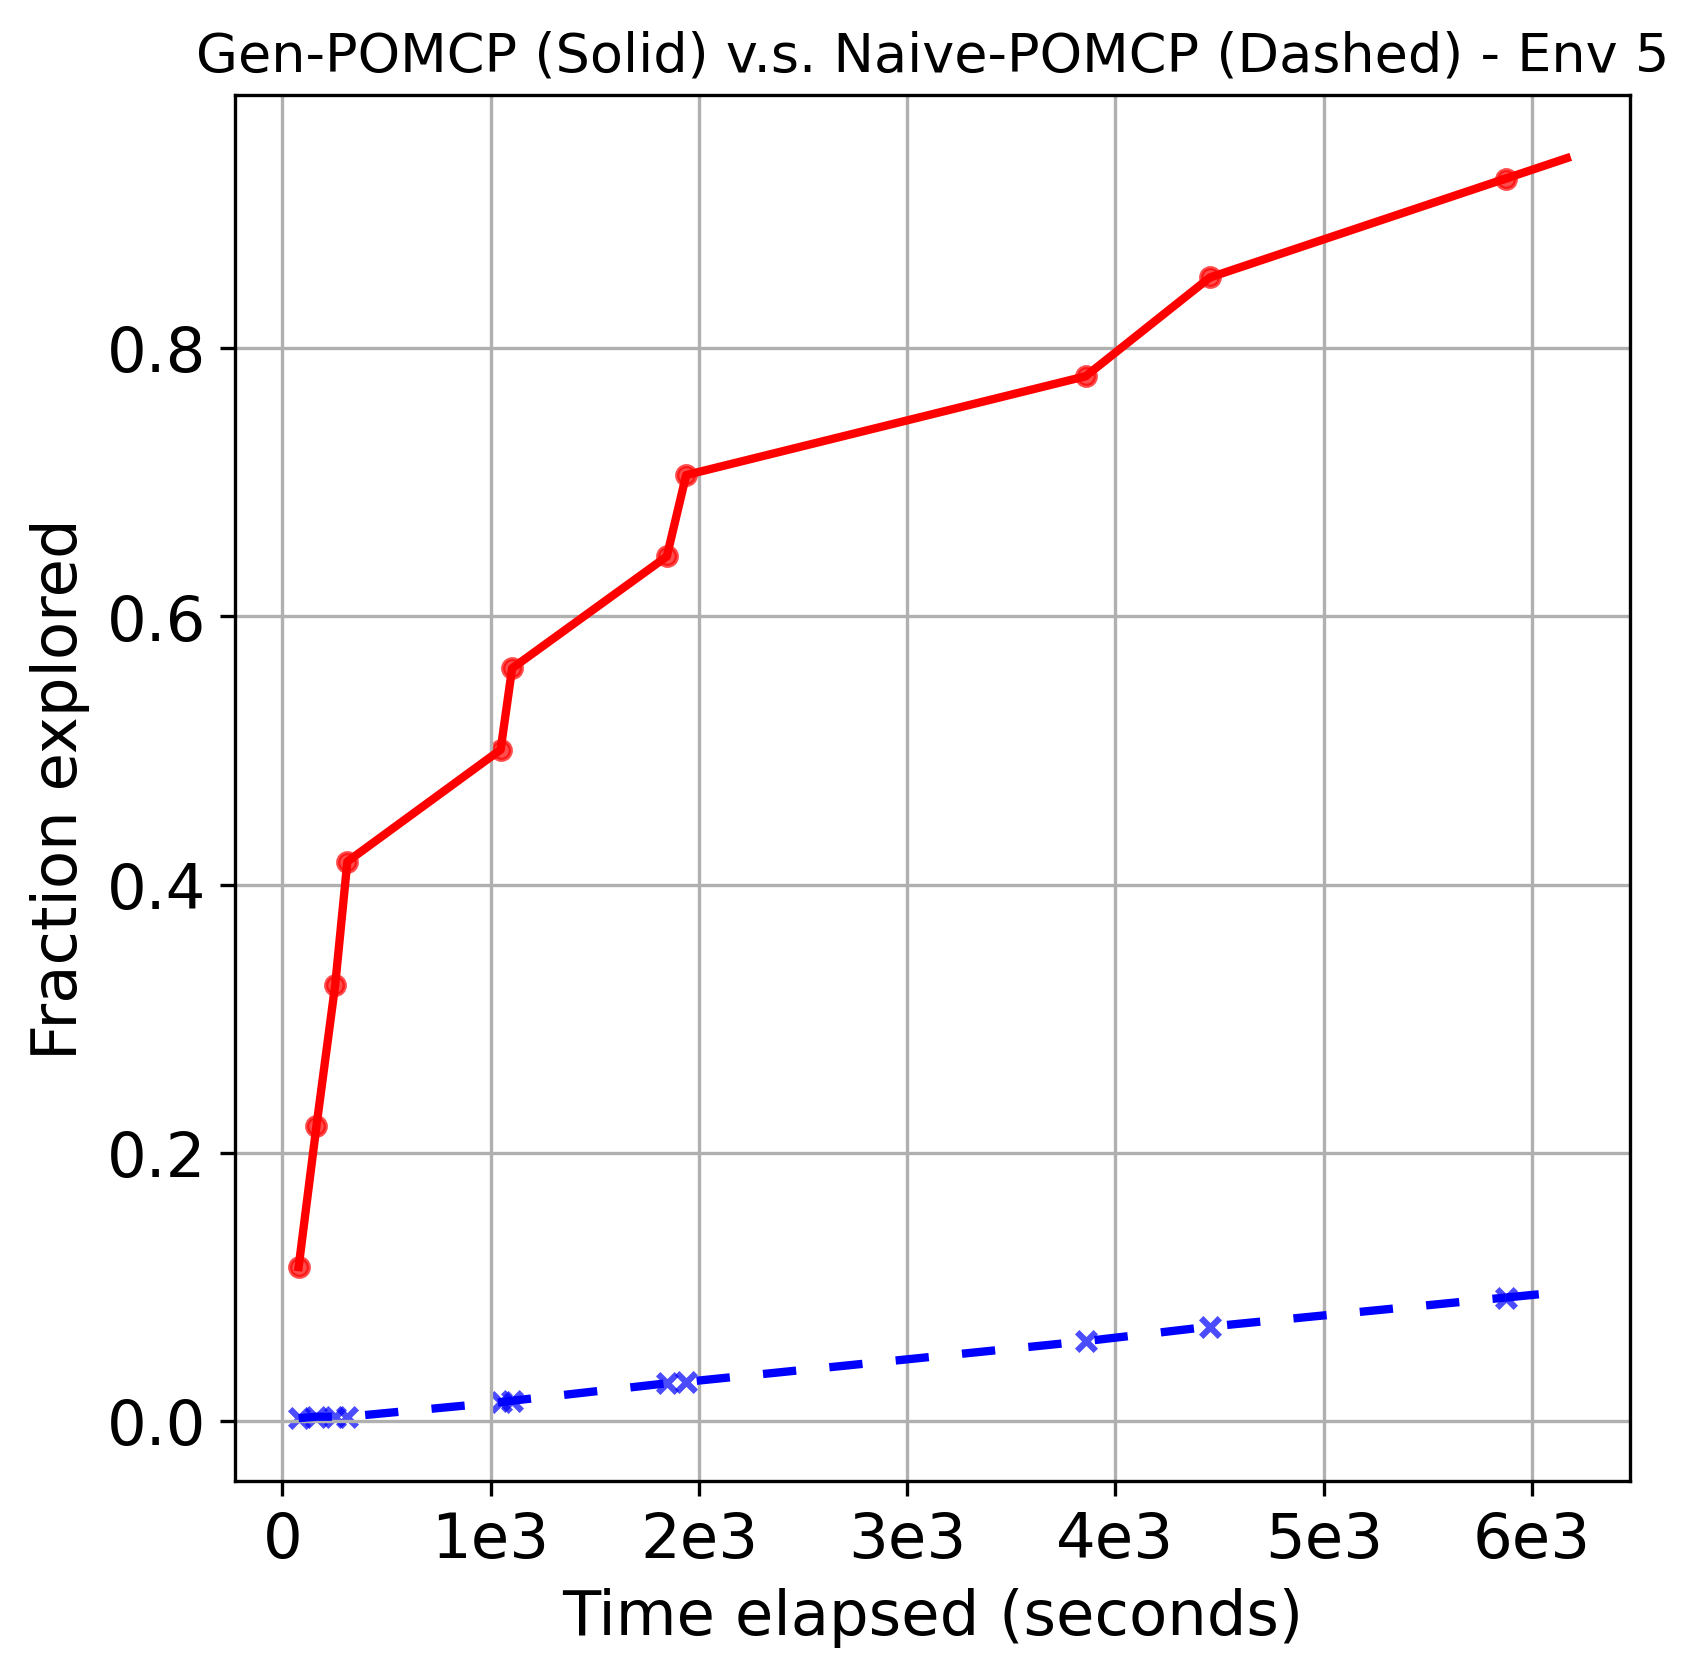 Gen-POMCP (Solid) v.s. Naive-POMCP (Dashed) - Env 5
Fraction explored
0.8
0.6
0.4
0.2
0.0
0 1e3 2e3 3e3 4e3 5e3 6e3
Time elapsed (seconds)